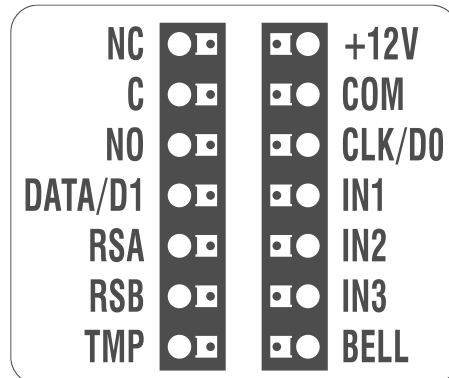 NC +12V
C COM
NO CLK/D0
DATA/D1 IN1
RSA IN2
RSB IN3
TMP BELL